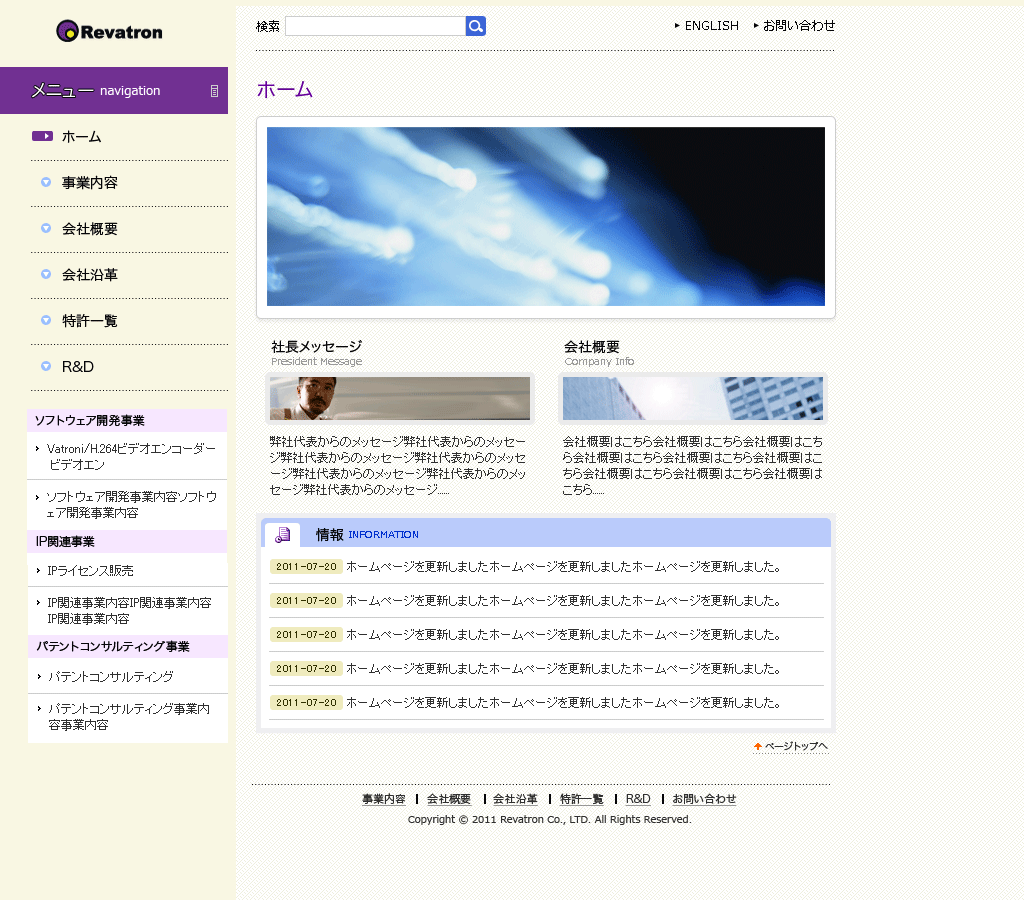 Revatron
検索
ENGLISH お問い合わせ
メニュー navigation
ホーム
事業内容
会社概要
会社沿革
特許一覧
R&D
ソフトウェア開発事業
Vatroni/H.264ビデオエンコーダー
ビデオエン
ソフトウェア開発事業内容ソフトウ
ェア開発事業内容
IP関連事業
IPライセンス販売
IP関連事業内容IP関連事業内容
IP関連事業内容
パテントコンサルティング事業
パテントコンサルティング
パテントコンサルティング事業内
容事業内容
ホーム
社長メッセージ
President Message
弊社代表からのメッセージ弊社代表からのメッセー
ジ弊社代表からのメッセージ弊社代表からのメッセ
ージ弊社代表からのメッセージ弊社代表からのメッ
セージ弊社代表からのメッセージ......
会社概要
Company Info
会社概要はこちら会社概要はこちら会社概要はこち
ら会社概要はこちら会社概要はこちら会社概要はこ
ちら会社概要はこちら会社概要はこちら会社概要は
こちら......
情報 INFORMATION
2011-07-20 ホームページを更新しましたホームページを更新しましたホームページを更新しました。
2011-07-20 ホームページを更新しましたホームページを更新しましたホームページを更新しました。
2011-07-20 ホームページを更新しましたホームページを更新しましたホームページを更新しました。
2011-07-20 ホームページを更新しましたホームページを更新しましたホームページを更新しました。
2011-07-20 ホームページを更新しましたホームページを更新しましたホームページを更新しました。
ページトップへ
事業内容 | 会社概要 | 会社沿革 | 特許一覧 | R&D | お問い合わせ
Copyright © 2011 Revatron Co., LTD. All Rights Reserved.